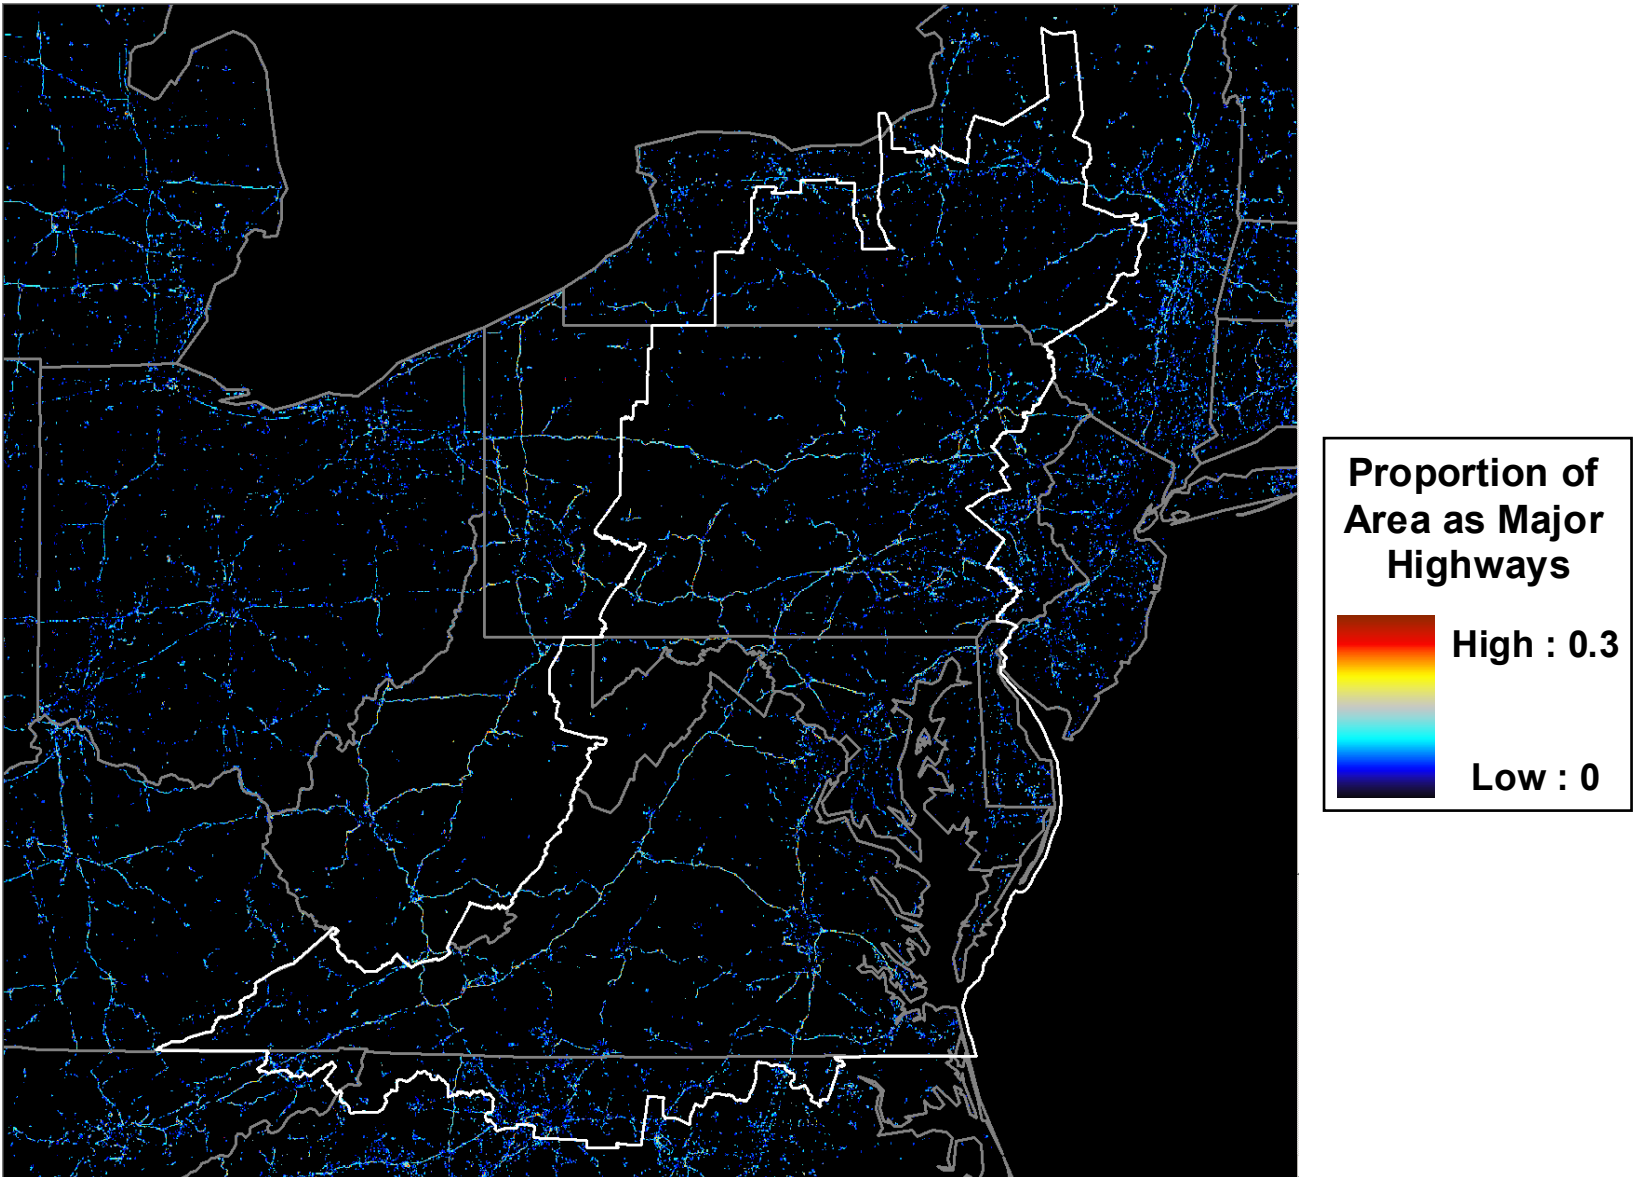 Proportion of
Area as Major
Highways
High : 0.3
Low : 0